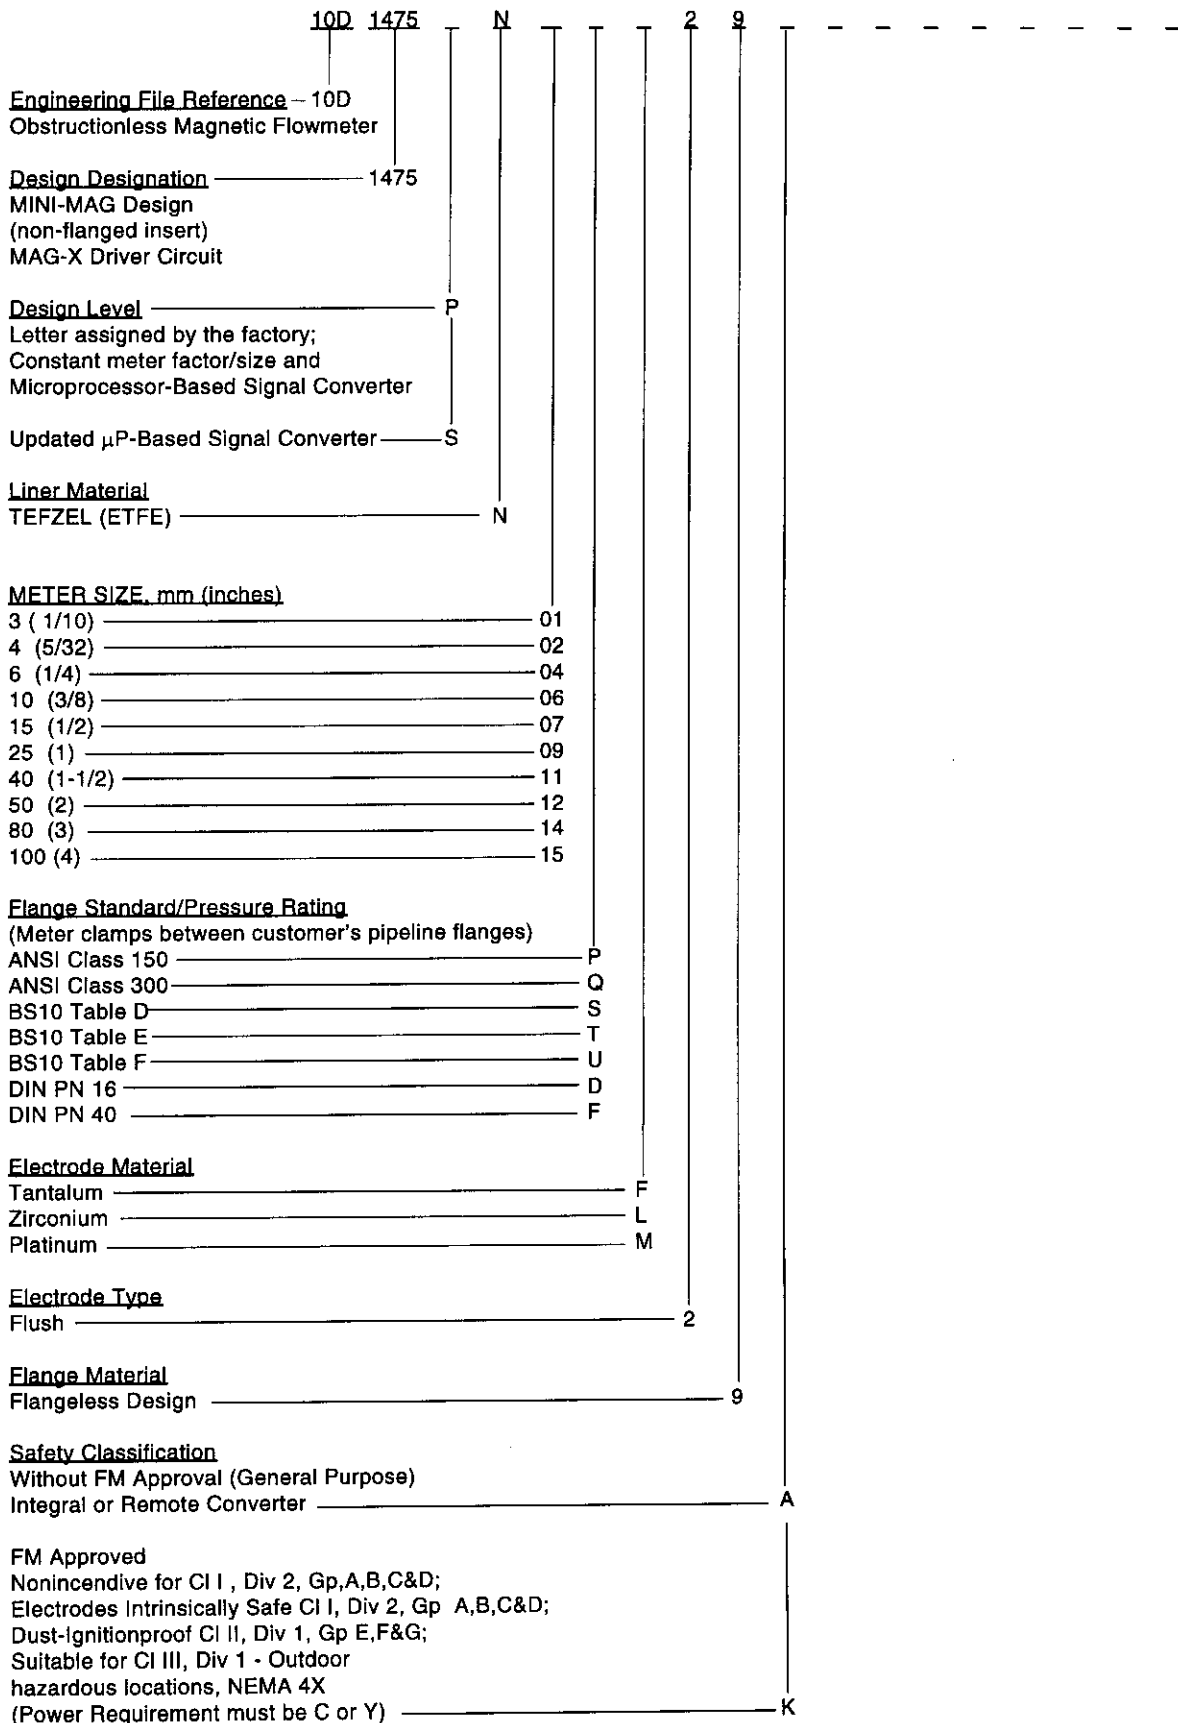 10D 1475 _ N _ _ _ 2 9 _ _ _ _ _ _ _ _ _
Engineering File Reference – 10D
Obstructionless Magnetic Flowmeter
Design Designation 1475
MINI-MAG Design
(non-flanged insert)
MAG-X Driver Circuit
Design Level P
Letter assigned by the factory;
Constant meter factor/size and
Microprocessor-Based Signal Converter
Updated µP-Based Signal Converter S
Liner Material
TEFZEL (ETFE) N
METER SIZE, mm (inches)
3 ( 1/10) 01
4 (5/32) 02
6 (1/4) 04
10 (3/8) 06
15 (1/2) 07
25 (1) 09
40 (1-1/2) 11
50 (2) 12
80 (3) 14
100 (4) 15
Flange Standard/Pressure Rating
(Meter clamps between customer's pipeline flanges)
ANSI Class 150 P
ANSI Class 300 Q
BS10 Table D S
BS10 Table E T
BS10 Table F U
DIN PN 16 D
DIN PN 40 F
Electrode Material
Tantalum F
Zirconium L
Platinum M
Electrode Type
Flush 2
Flange Material
Flangeless Design 9
Safety Classification
Without FM Approval (General Purpose)
Integral or Remote Converter A
FM Approved
Nonincendive for Cl I , Div 2, Gp,A,B,C&D;
Electrodes Intrinsically Safe Cl I, Div 2, Gp A,B,C&D;
Dust-Ignitionproof Cl II, Div 1, Gp E,F&G;
Suitable for Cl III, Div 1 - Outdoor
hazardous locations, NEMA 4X
(Power Requirement must be C or Y) K